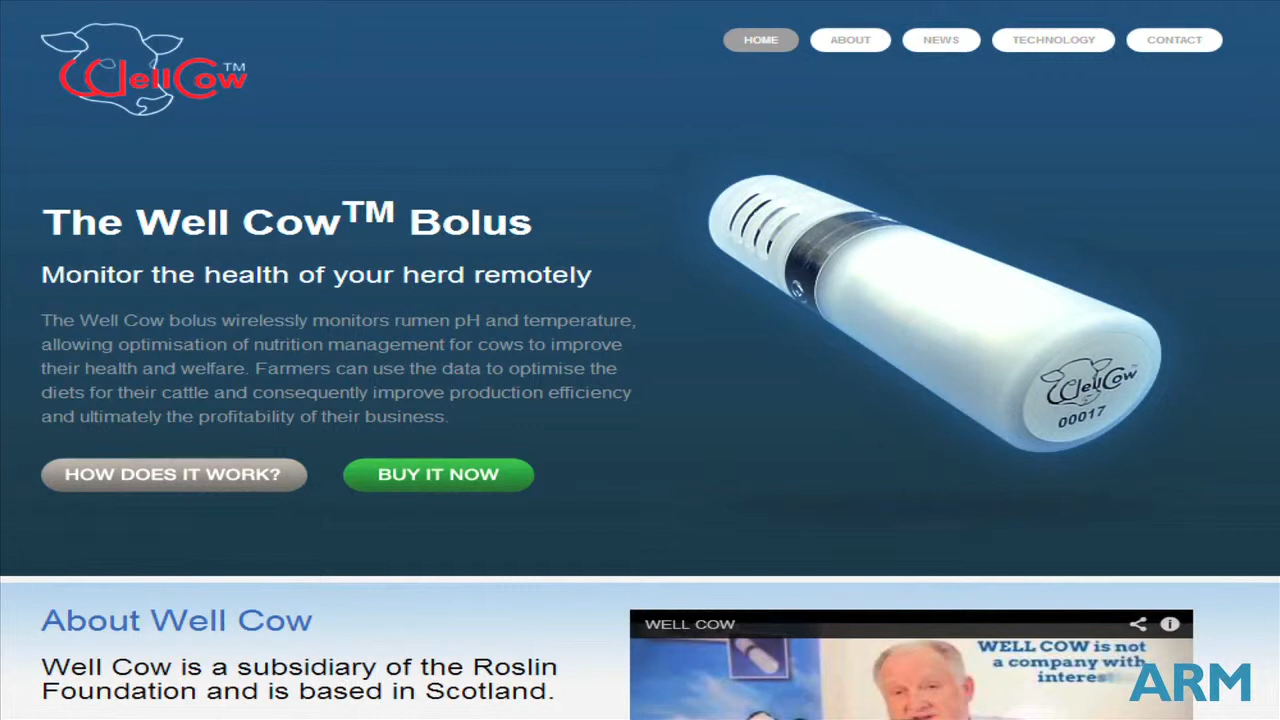 WellCow™
HOME
ABOUT
NEWS
TECHNOLOGY
CONTACT
The Well Cow™ Bolus
Monitor the health of your herd remotely
The Well Cow bolus wirelessly monitors rumen pH and temperature,
allowing optimisation of nutrition management for cows to improve
their health and welfare. Farmers can use the data to optimise the
diets for their cattle and consequently improve production efficiency
and ultimately the profitability of their business.
HOW DOES IT WORK?
BUY IT NOW
WellCow
00017
About Well Cow
Well Cow is a subsidiary of the Roslin
Foundation and is based in Scotland.
WELL COW
WELL COW is not
a company with
ARM